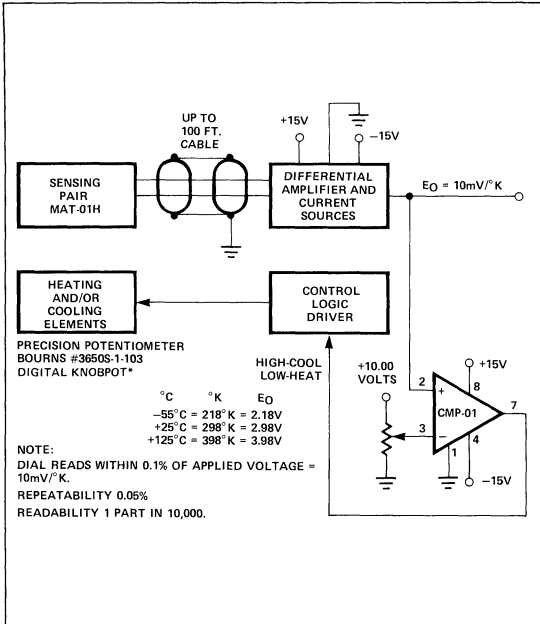 UP TO
100 FT.
CABLE
+15V
–15V
SENSING
PAIR
MAT-01H
DIFFERENTIAL
AMPLIFIER AND
CURRENT
SOURCES
EO = 10mV/°K
HEATING
AND/OR
COOLING
ELEMENTS
CONTROL
LOGIC
DRIVER
PRECISION POTENTIOMETER
BOURNS #3650S-1-103
DIGITAL KNOBPOT*
HIGH-COOL
LOW-HEAT
+10.00
VOLTS
+15V
2
+
8
CMP-01
7
3
–
1
4
–15V
°C °K EO
–55°C = 218°K = 2.18V
+25°C = 298°K = 2.98V
+125°C = 398°K = 3.98V
NOTE:
DIAL READS WITHIN 0.1% OF APPLIED VOLTAGE =
10mV/°K.
REPEATABILITY 0.05%
READABILITY 1 PART IN 10,000.